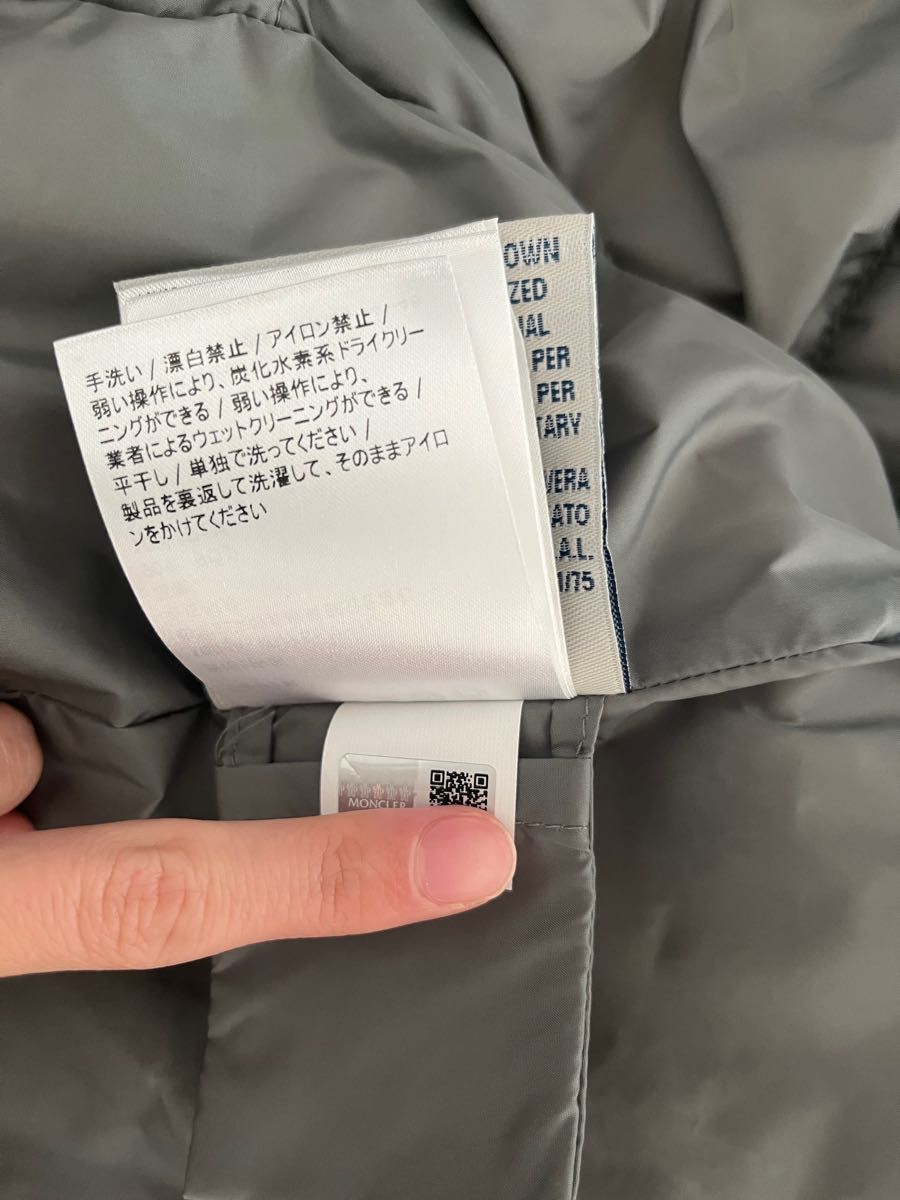 手洗い / 漂白禁止 / アイロン禁止 /
弱い操作により、炭化水素系ドライクリー
ニングができる / 弱い操作により、
業者によるウェットクリーニングができる /
平干し / 単独で洗ってください /
製品を裏返して洗濯して、そのままアイロ
ンをかけてください
OWN
ZED
IAL
PER
PER
TARY
VERA
ATO
.A.L.
1/75
MONCLER